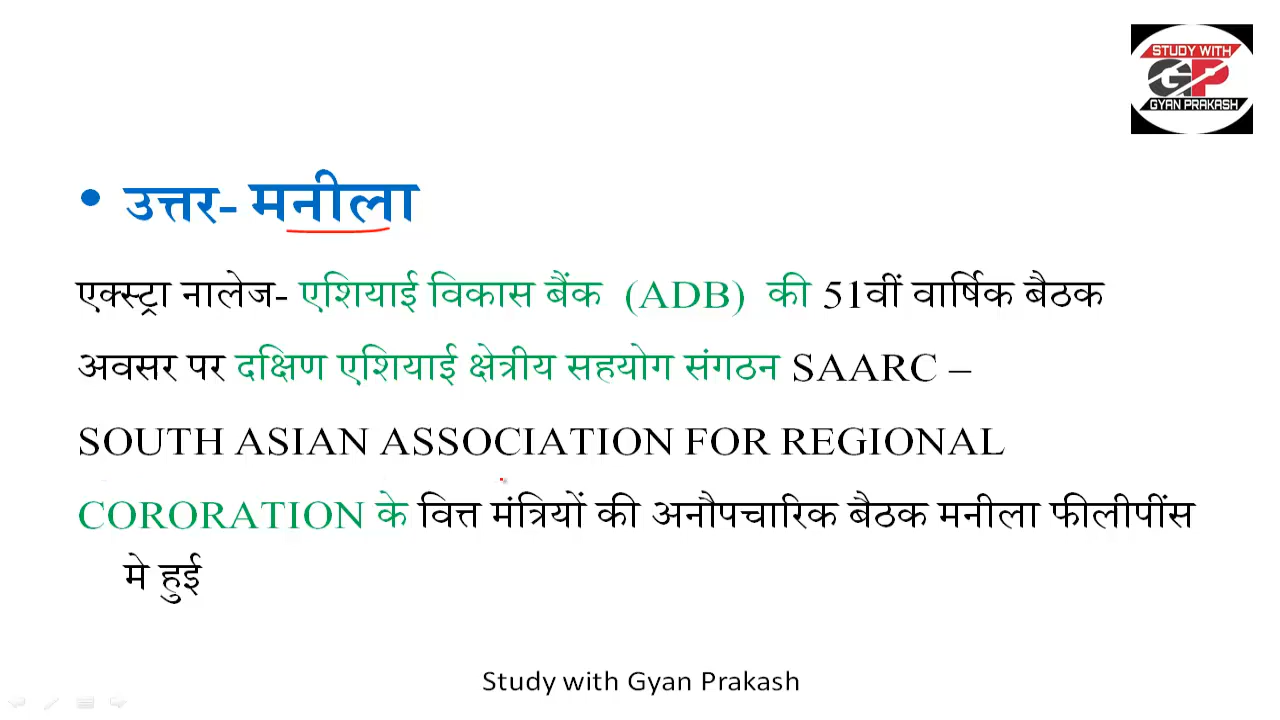 STUDY WITH
GP
GYAN PRAKASH
• उत्तर- मनीला
एक्स्ट्रा नालेज- एशियाई विकास बैंक (ADB) की 51वीं वार्षिक बैठक
अवसर पर दक्षिण एशियाई क्षेत्रीय सहयोग संगठन SAARC –
SOUTH ASIAN ASSOCIATION FOR REGIONAL
CORORATION के वित्त मंत्रियों की अनौपचारिक बैठक मनीला फीलीपींस
मे हुई
Study with Gyan Prakash